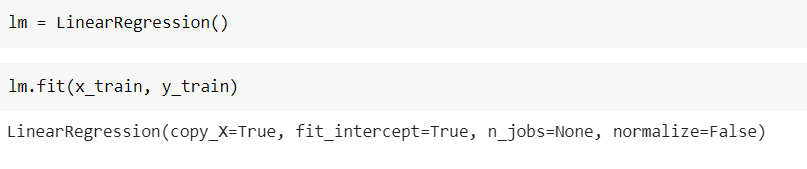 lm = LinearRegression()
lm.fit(x_train, y_train)
LinearRegression(copy_X=True, fit_intercept=True, n_jobs=None, normalize=False)